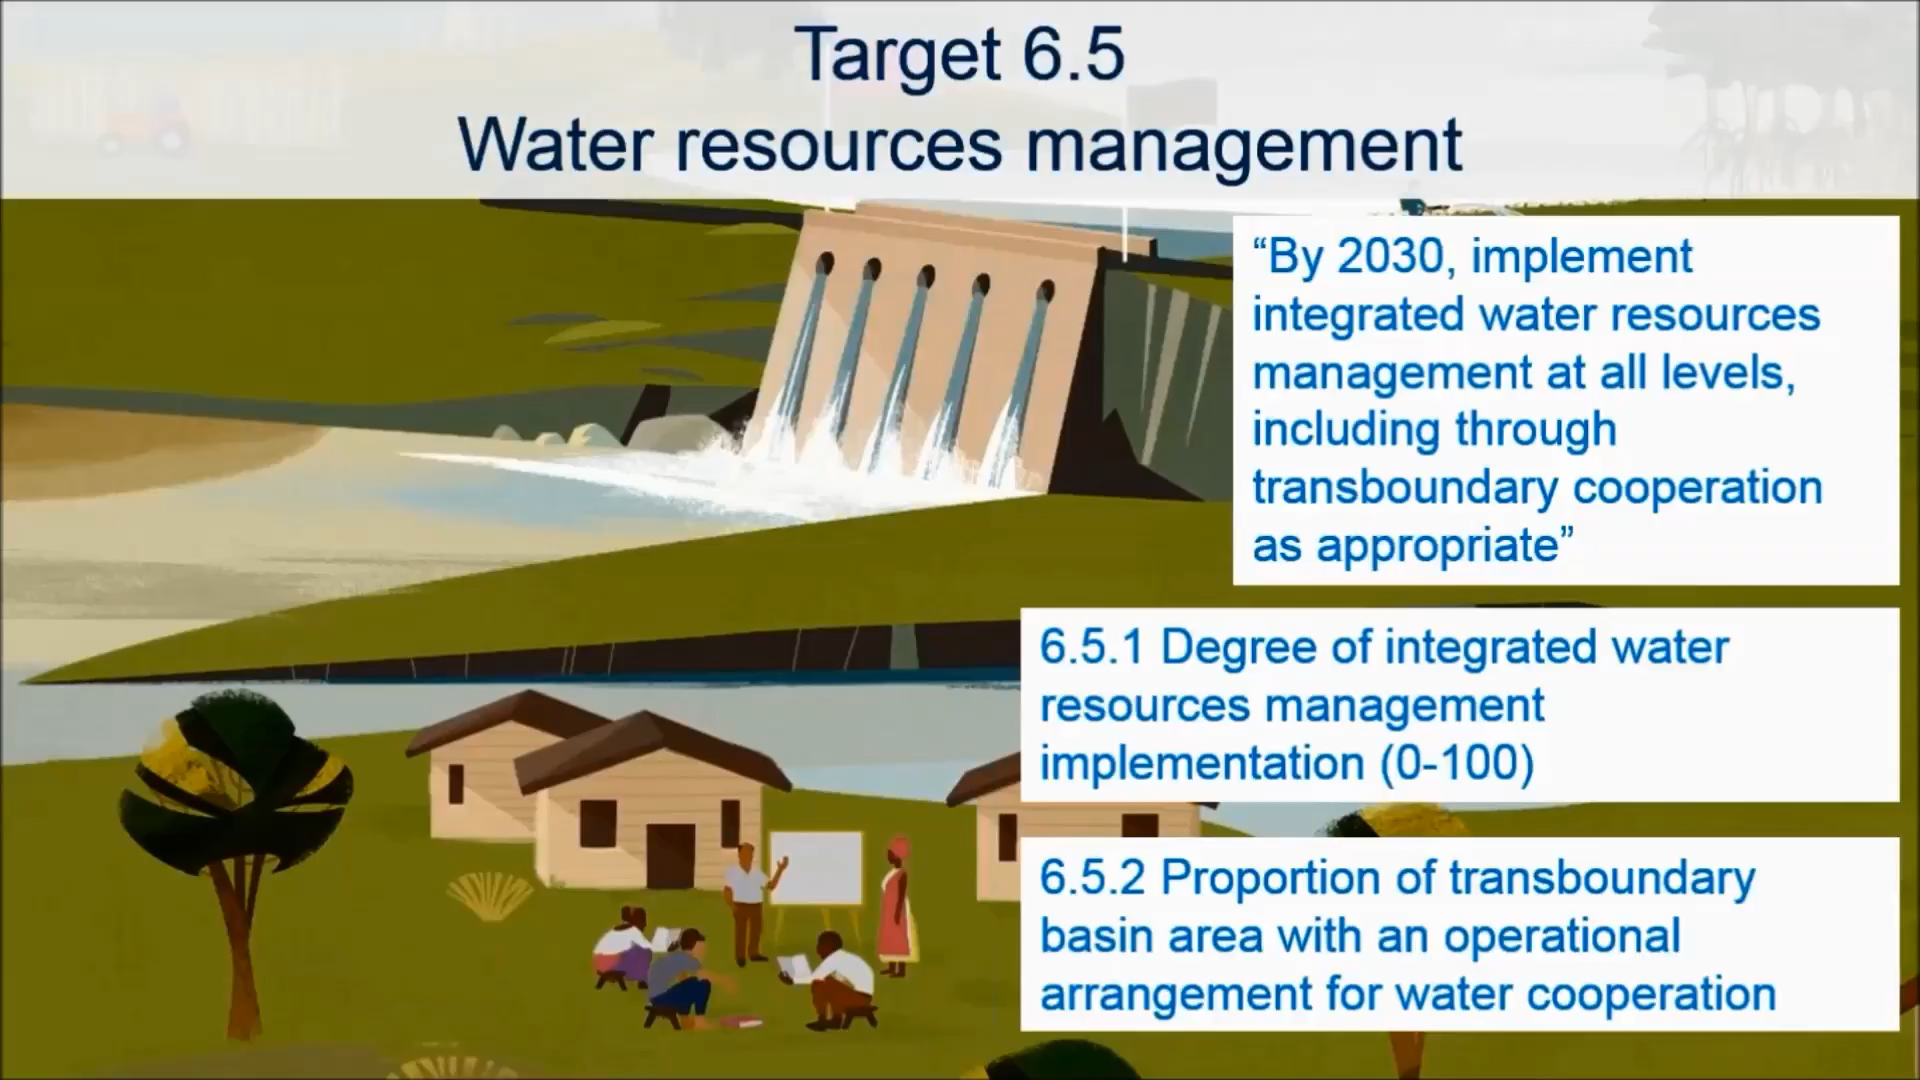 Target 6.5
Water resources management
“By 2030, implement
integrated water resources
management at all levels,
including through
transboundary cooperation
as appropriate”
6.5.1 Degree of integrated water
resources management
implementation (0-100)
6.5.2 Proportion of transboundary
basin area with an operational
arrangement for water cooperation